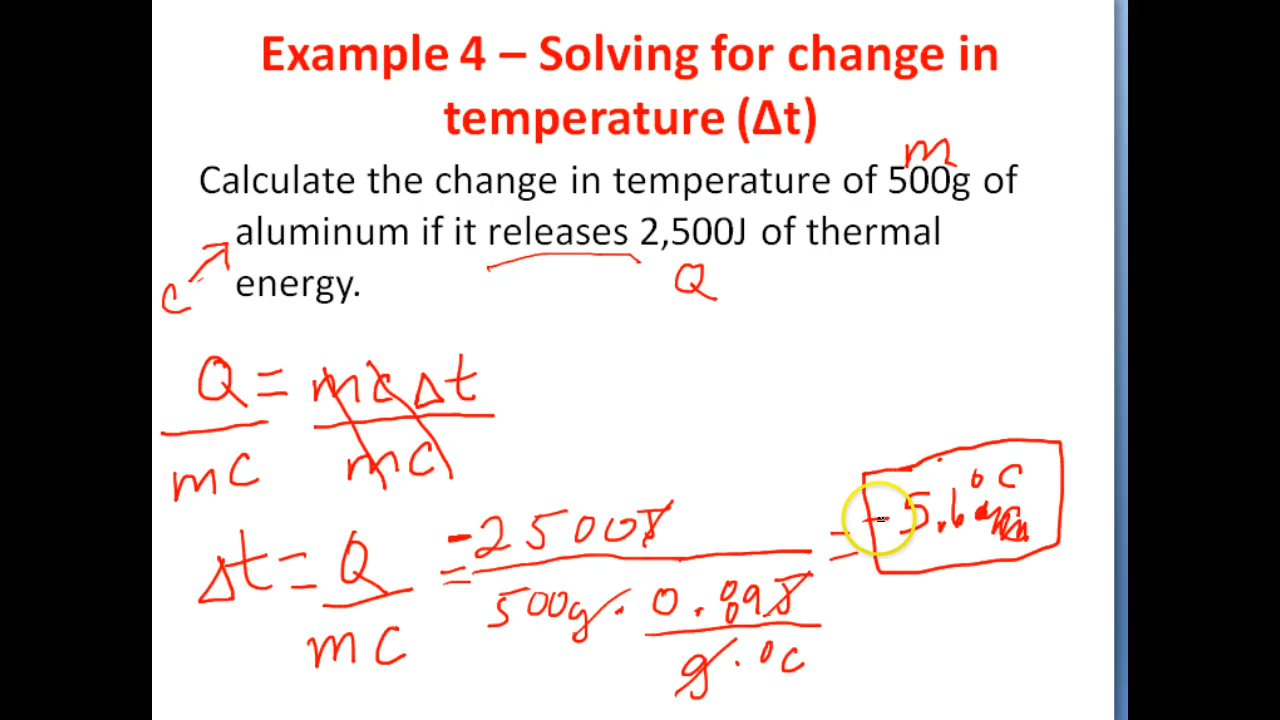 Example 4 – Solving for change in
temperature (Δt)
m
Calculate the change in temperature of 500g of
aluminum if it releases 2,500J of thermal
energy.
c
Q
Q = mcΔt
mc mc
Δt = Q = -2500J = -5.6 °C
mc 500g · 0.89J
g · °C